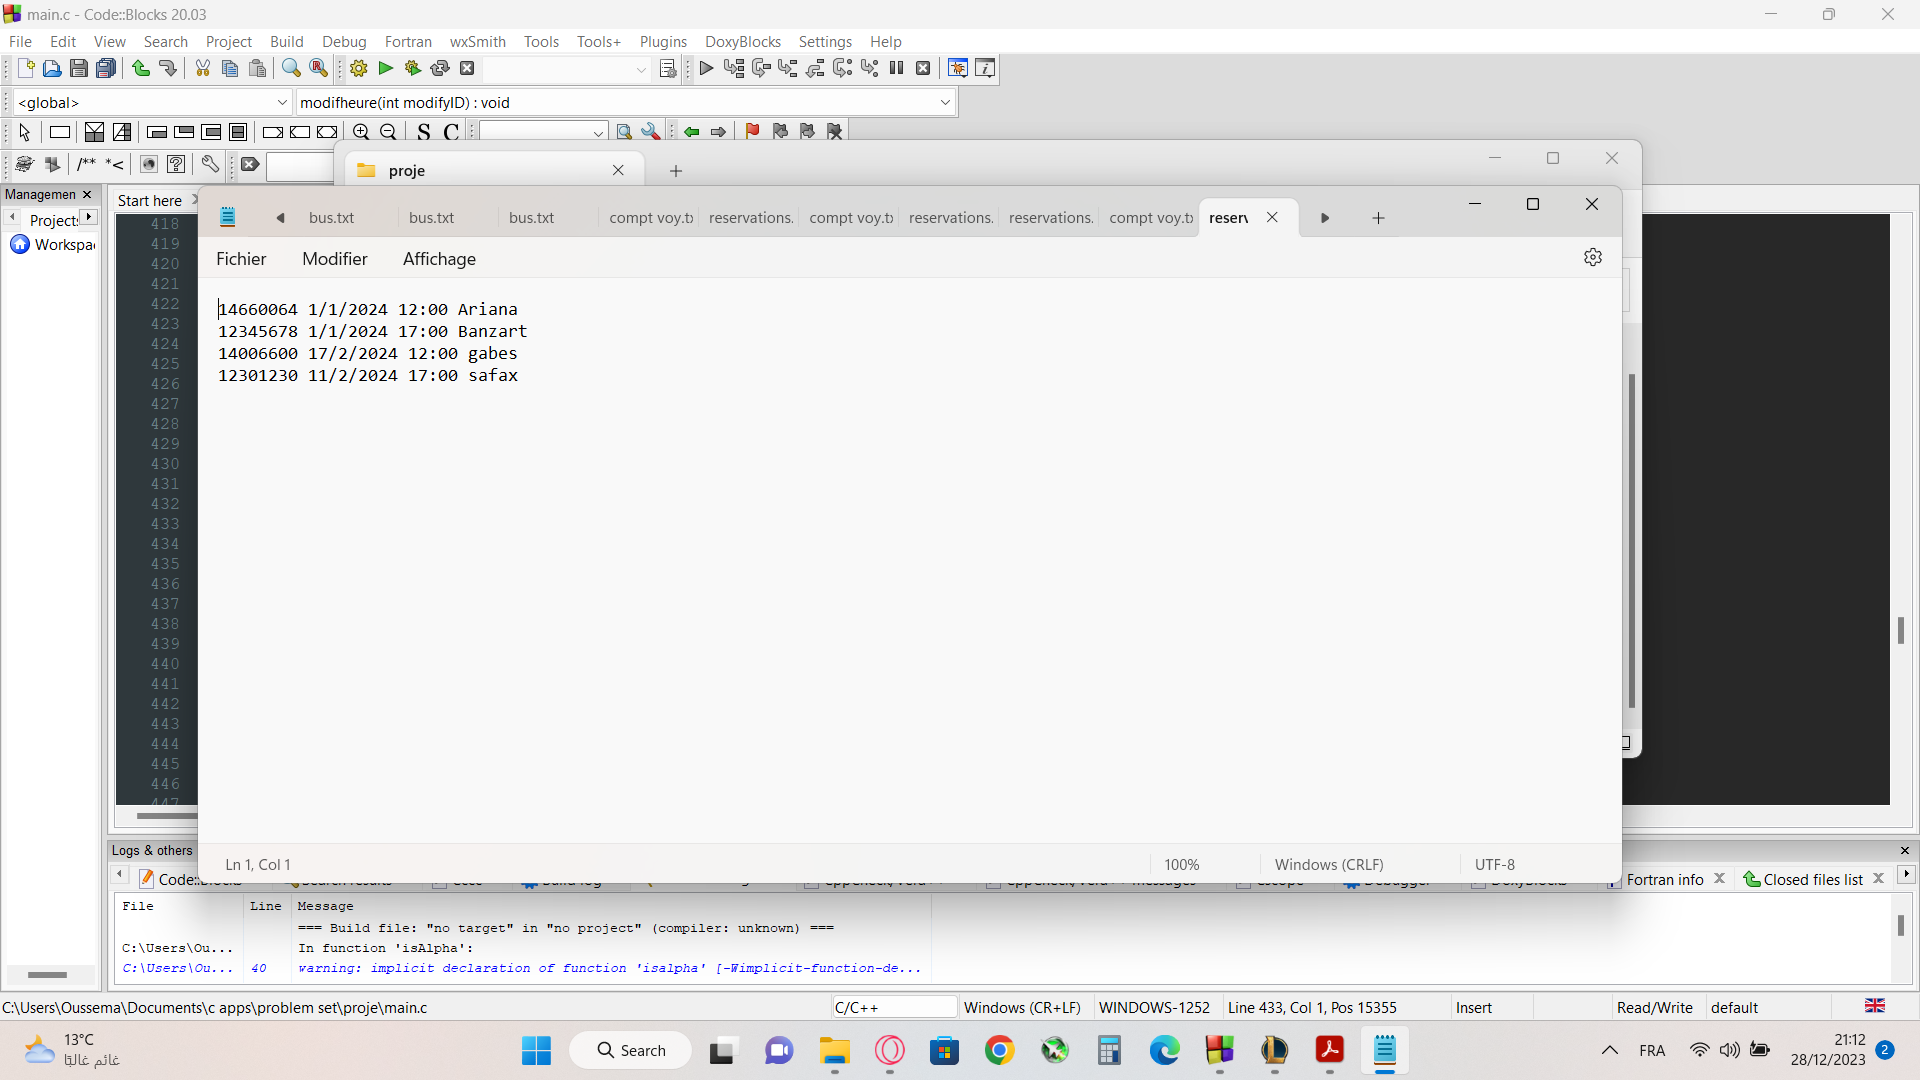 main.c - Code::Blocks 20.03
File Edit View Search Project Build Debug Fortran wxSmith Tools Tools+ Plugins DoxyBlocks Settings Help
<global> modifheure(int modifyID) : void
S C
/** *<
proje
Managemen
Start here
Projects
Workspa
bus.txt bus.txt bus.txt compt voy.t reservations. compt voy.t reservations. reservations. compt voy.t reserv
Fichier Modifier Affichage
14660064 1/1/2024 12:00 Ariana
12345678 1/1/2024 17:00 Banzart
14006600 17/2/2024 12:00 gabes
12301230 11/2/2024 17:00 safax
418
419
420
421
422
423
424
425
426
427
428
429
430
431
432
433
434
435
436
437
438
439
440
441
442
443
444
445
446
447
Ln 1, Col 1 100% Windows (CRLF) UTF-8
Logs & others
Fortran info Closed files list
File Line Message
=== Build file: "no target" in "no project" (compiler: unknown) ===
C:\Users\Ou... In function 'isAlpha':
C:\Users\Ou... 40 warning: implicit declaration of function 'isalpha' [-Wimplicit-function-de...
C:\Users\Oussema\Documents\c apps\problem set\proje\main.c C/C++ Windows (CR+LF) WINDOWS-1252 Line 433, Col 1, Pos 15355 Insert Read/Write default
13°C
غائم غالبًا
Search
FRA
21:12
28/12/2023
2